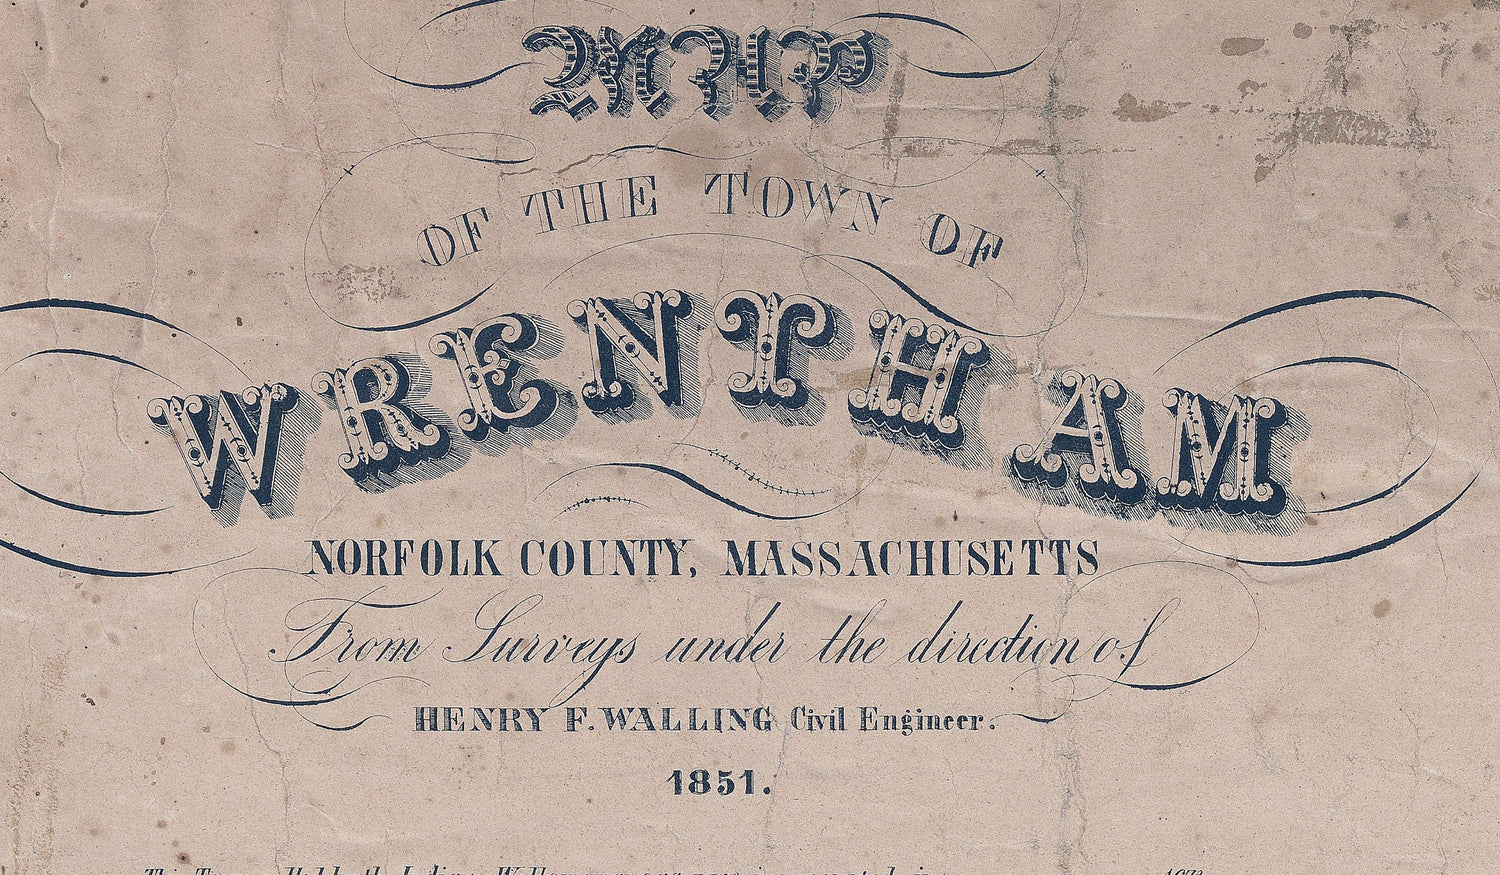 MAP
OF THE TOWN OF
WRENTHAM
NORFOLK COUNTY, MASSACHUSETTS
From Surveys under the direction of
HENRY F. WALLING Civil Engineer.
1851.